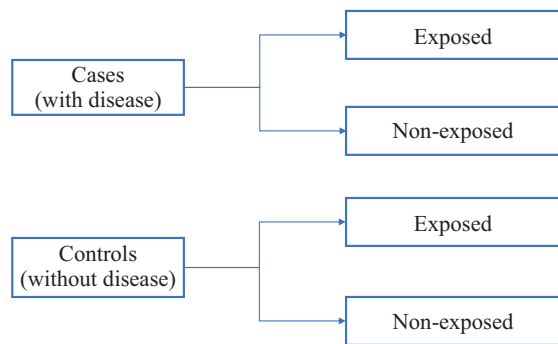 Exposed
Cases
(with disease)
Non-exposed
Exposed
Controls
(without disease)
Non-exposed